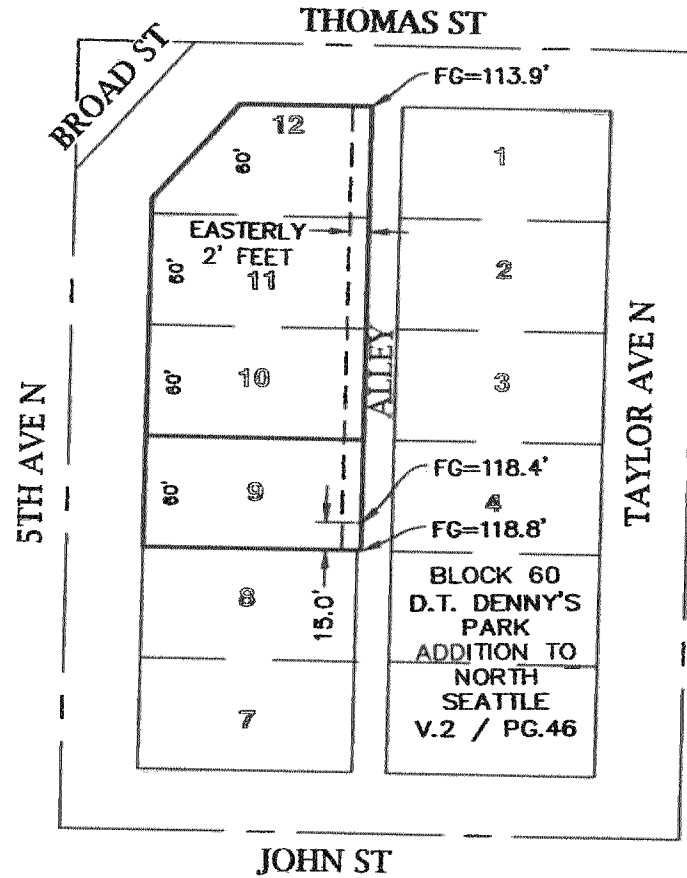 THOMAS ST
BROAD ST
FG=113.9'
12
60'
1
EASTERLY
2' FEET
60'
11
2
ALLEY
60'
10
3
5TH AVE N
TAYLOR AVE N
60'
9
FG=118.4'
4
FG=118.8'
8
15.0'
BLOCK 60
D.T. DENNY'S
PARK
ADDITION TO
NORTH
SEATTLE
V.2 / PG.46
7
JOHN ST